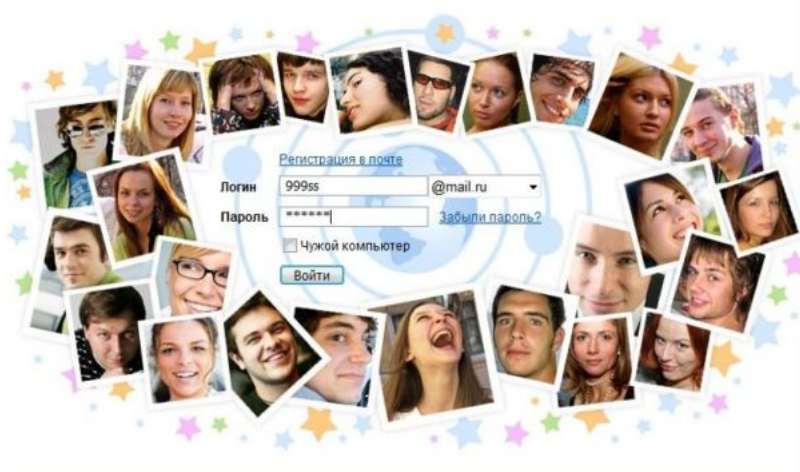 Регистрация в почте
Логин 999ss @mail.ru
Пароль ******
Забыли пароль?
Чужой компьютер
Войти